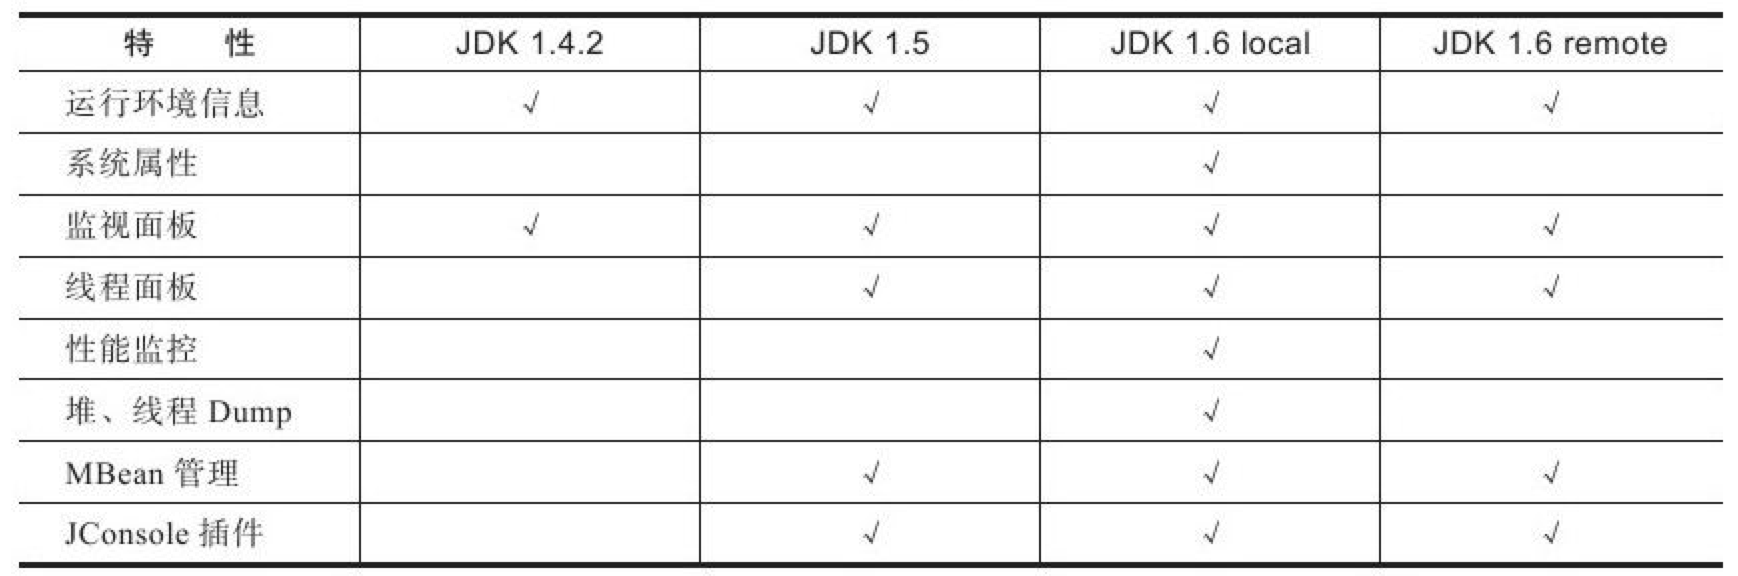 特 性 JDK 1.4.2 JDK 1.5 JDK 1.6 local JDK 1.6 remote
运行环境信息 √ √ √ √
系统属性 √
监视面板 √ √ √ √
线程面板 √ √ √
性能监控 √
堆、线程 Dump √
MBean 管理 √ √ √
JConsole 插件 √ √ √